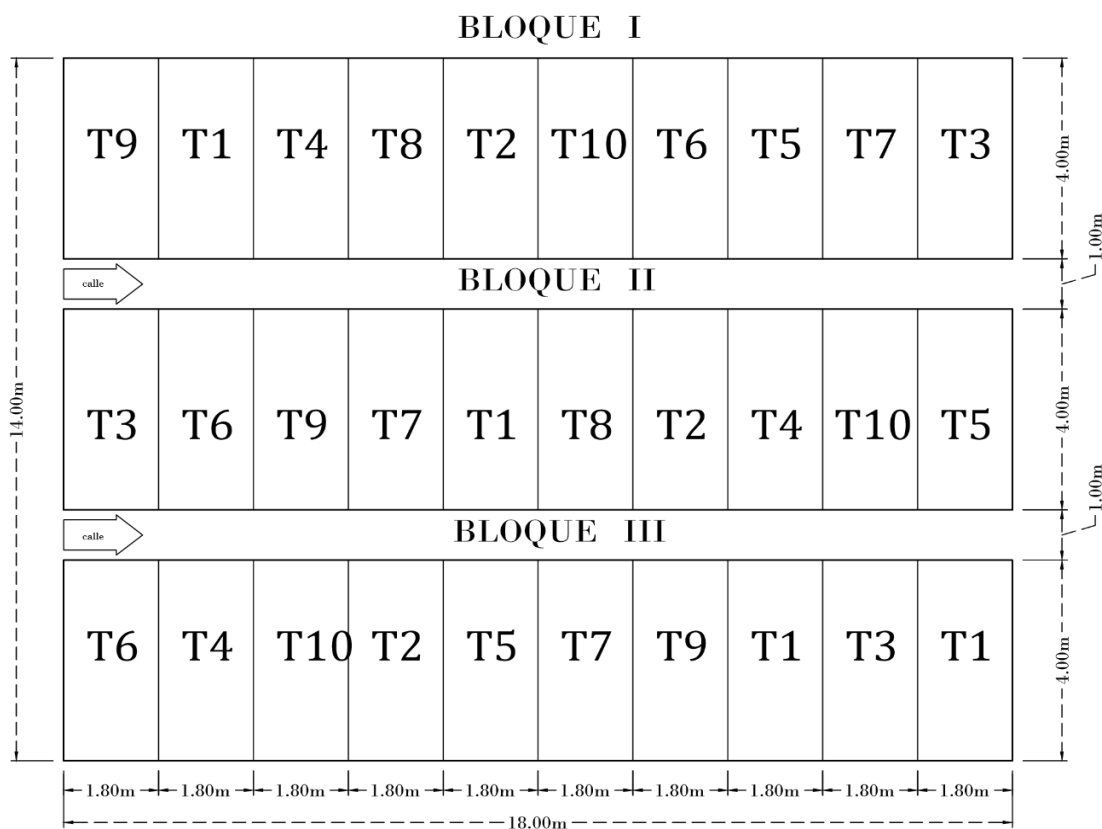 BLOQUE I
T9 T1 T4 T8 T2 T10 T6 T5 T7 T3
4.00m
1.00m
calle
BLOQUE II
T3 T6 T9 T7 T1 T8 T2 T4 T10 T5
14.00m
4.00m
1.00m
calle
BLOQUE III
T6 T4 T10 T2 T5 T7 T9 T1 T3 T1
4.00m
1.80m 1.80m 1.80m 1.80m 1.80m 1.80m 1.80m 1.80m 1.80m 1.80m
18.00m